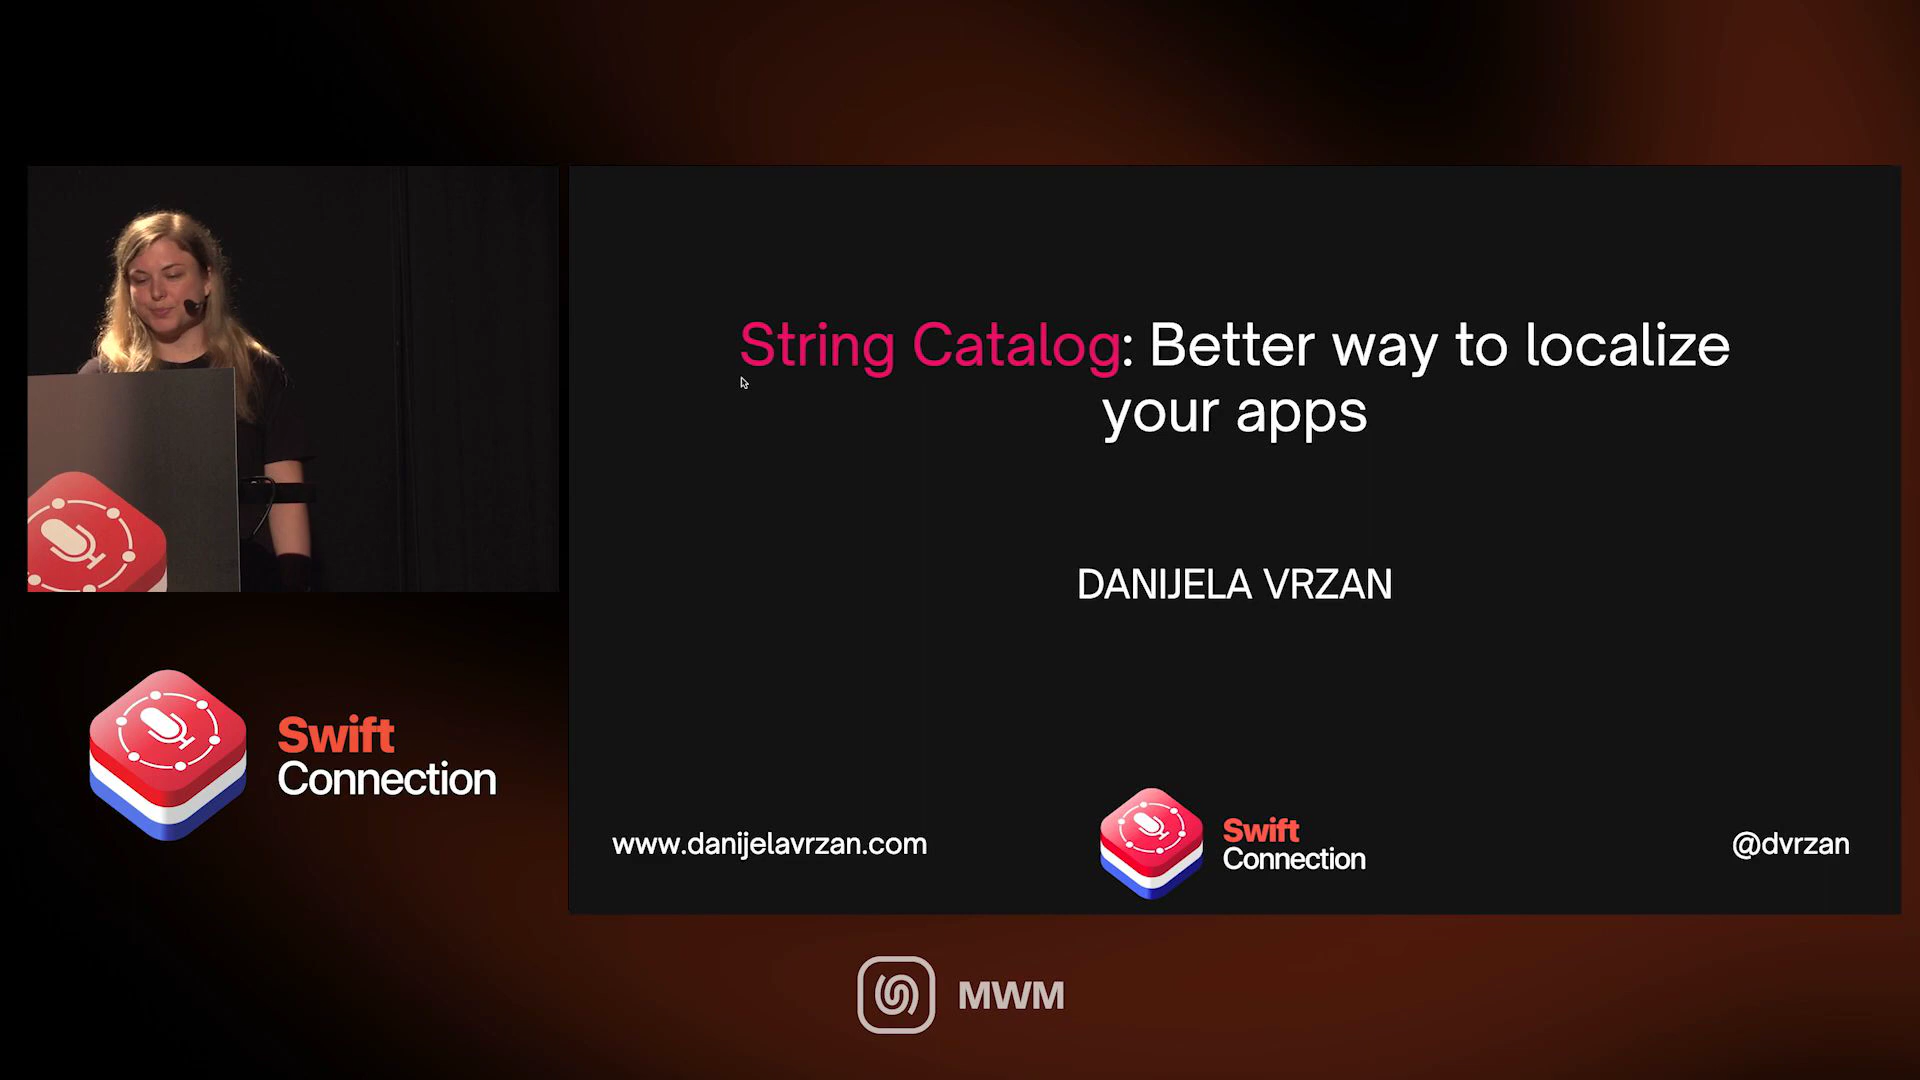 String Catalog: Better way to localize
your apps
DANIJELA VRZAN
www.danijelavrzan.com
Swift
Connection
@dvrzan
Swift
Connection
MWM